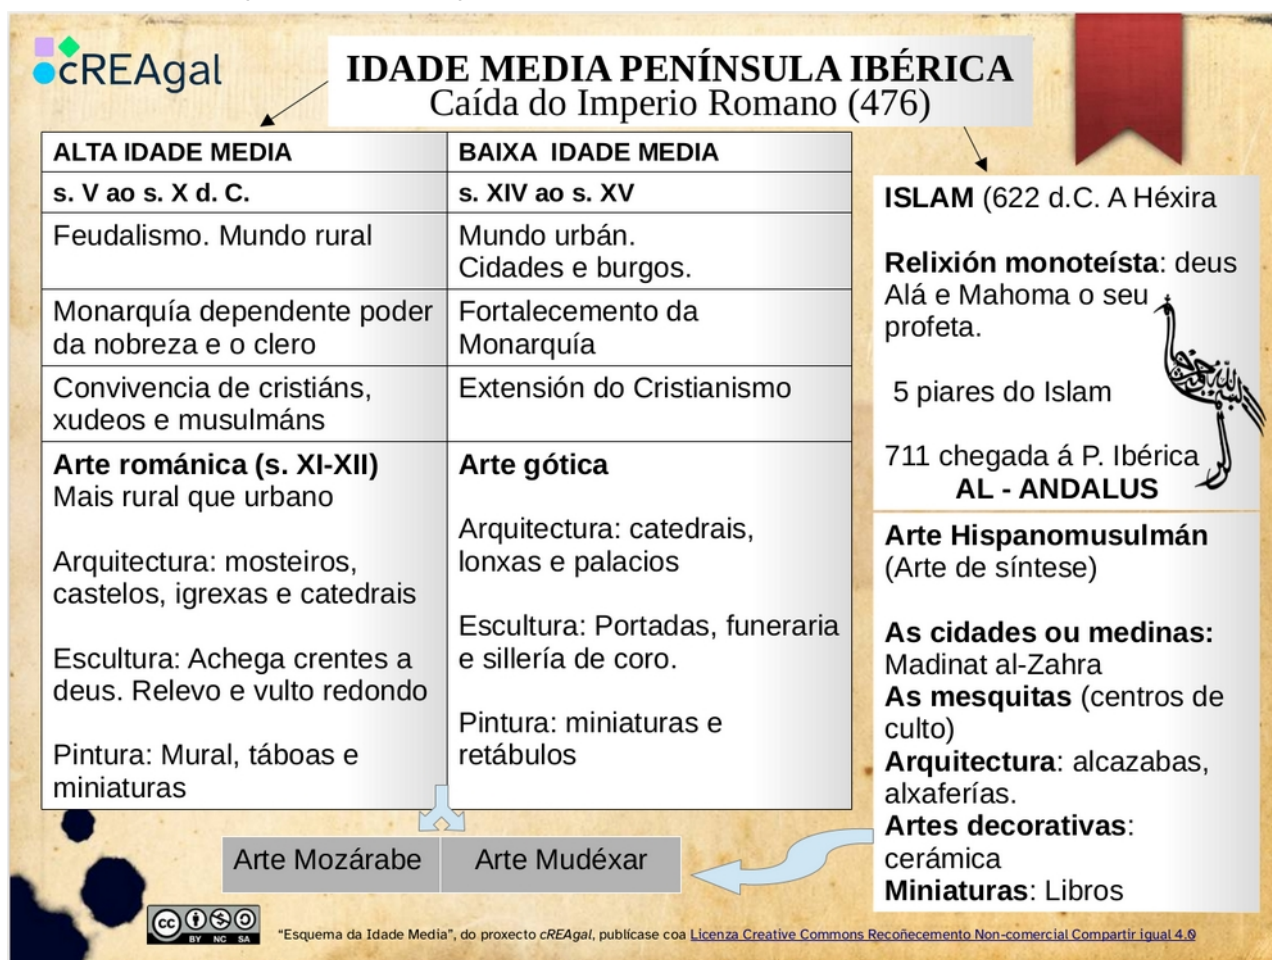 cREAgal
IDADE MEDIA PENÍNSULA IBÉRICA
Caída do Imperio Romano (476)
ALTA IDADE MEDIA
BAIXA IDADE MEDIA
s. V ao s. X d. C.
s. XIV ao s. XV
Feudalismo. Mundo rural
Mundo urbán.
Cidades e burgos.
Monarquía dependente poder
da nobreza e o clero
Fortalecemento da
Monarquía
Convivencia de cristiáns,
xudeos e musulmáns
Extensión do Cristianismo
Arte románica (s. XI-XII)
Mais rural que urbano
Arquitectura: mosteiros,
castelos, igrexas e catedrais
Escultura: Achega crentes a
deus. Relevo e vulto redondo
Pintura: Mural, táboas e
miniaturas
Arte gótica
Arquitectura: catedrais,
lonxas e palacios
Escultura: Portadas, funeraria
e sillería de coro.
Pintura: miniaturas e
retábulos
ISLAM (622 d.C. A Héxira
Relixión monoteísta: deus
Alá e Mahoma o seu
profeta.
5 piares do Islam
711 chegada á P. Ibérica
AL - ANDALUS
Arte Hispanomusulmán
(Arte de síntese)
As cidades ou medinas:
Madinat al-Zahra
As mesquitas (centros de
culto)
Arquitectura: alcazabas,
alxaferías.
Artes decorativas:
cerámica
Miniaturas: Libros
Arte Mozárabe
Arte Mudéxar
cc
BY NC SA
“Esquema da Idade Media”, do proxecto cREAgal, publícase coa Licenza Creative Commons Recoñecemento Non-comercial Compartir igual 4.0